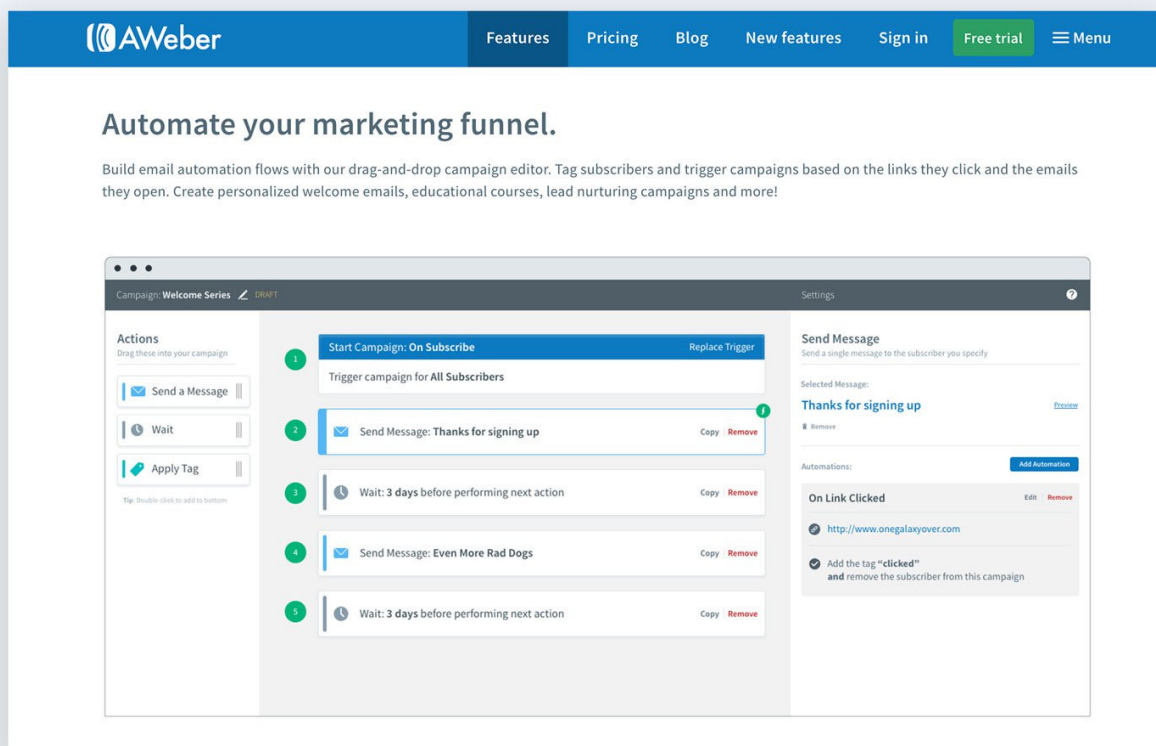 AWeber
Features Pricing Blog New features Sign in Free trial Menu
Automate your marketing funnel.
Build email automation flows with our drag-and-drop campaign editor. Tag subscribers and trigger campaigns based on the links they click and the emails
they open. Create personalized welcome emails, educational courses, lead nurturing campaigns and more!
Campaign: Welcome Series DRAFT
Settings ?
Actions
Drag these into your campaign
Send a Message
Wait
Apply Tag
Tip: Double click to add to bottom
1
Start Campaign: On Subscribe Replace Trigger
Trigger campaign for All Subscribers
2
Send Message: Thanks for signing up Copy Remove
3
Wait: 3 days before performing next action Copy Remove
4
Send Message: Even More Rad Dogs Copy Remove
5
Wait: 3 days before performing next action Copy Remove
Send Message
Send a single message to the subscriber you specify
Selected Message:
Thanks for signing up Preview
Remove
Automations: Add Automation
On Link Clicked Edit Remove
http://www.onegalaxyover.com
Add the tag “clicked”
and remove the subscriber from this campaign